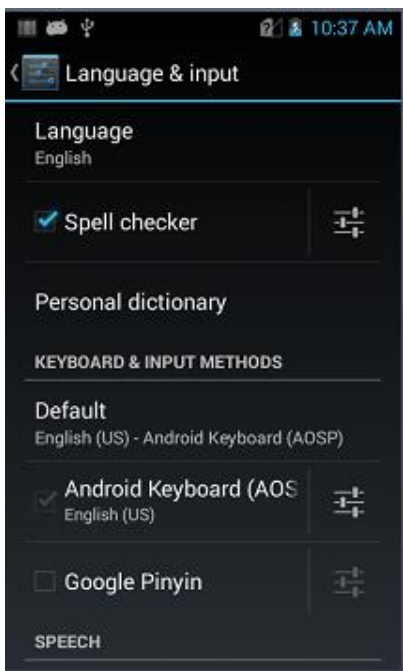 10:37 AM
Language & input
Language
English
Spell checker
Personal dictionary
KEYBOARD & INPUT METHODS
Default
English (US) - Android Keyboard (AOSP)
Android Keyboard (AOS
English (US)
Google Pinyin
SPEECH